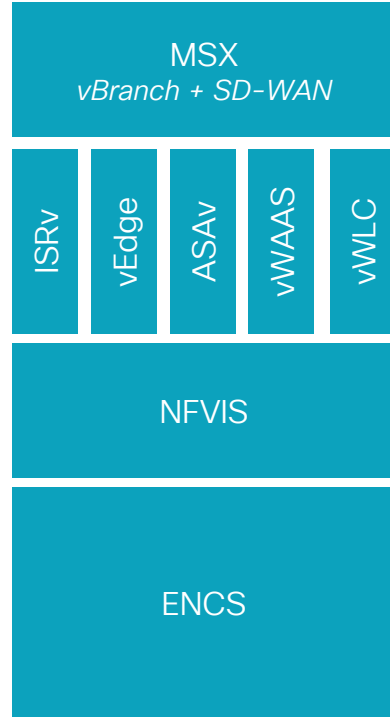 MSX
vBranch + SD-WAN
ISRv
vEdge
ASAv
vWAAS
vWLC
NFVIS
ENCS